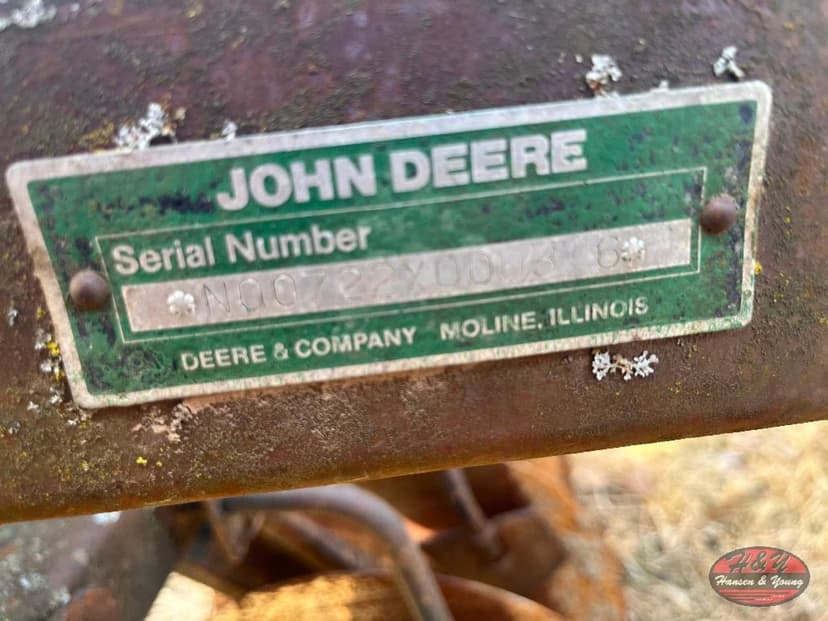 JOHN DEERE
Serial Number
DEERE & COMPANY MOLINE, ILLINOIS
H&Y
Hansen & Young